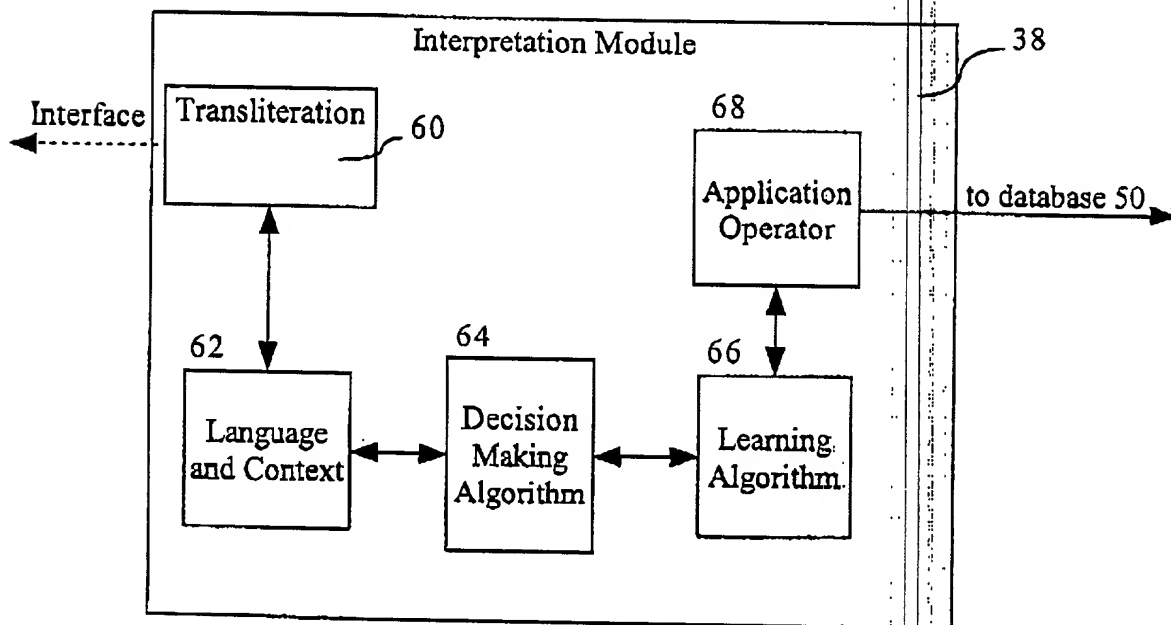 Interpretation Module
38
Interface
Transliteration
60
68
Application
Operator
to database 50
62
Language
and Context
64
Decision
Making
Algorithm
66
Learning
Algorithm